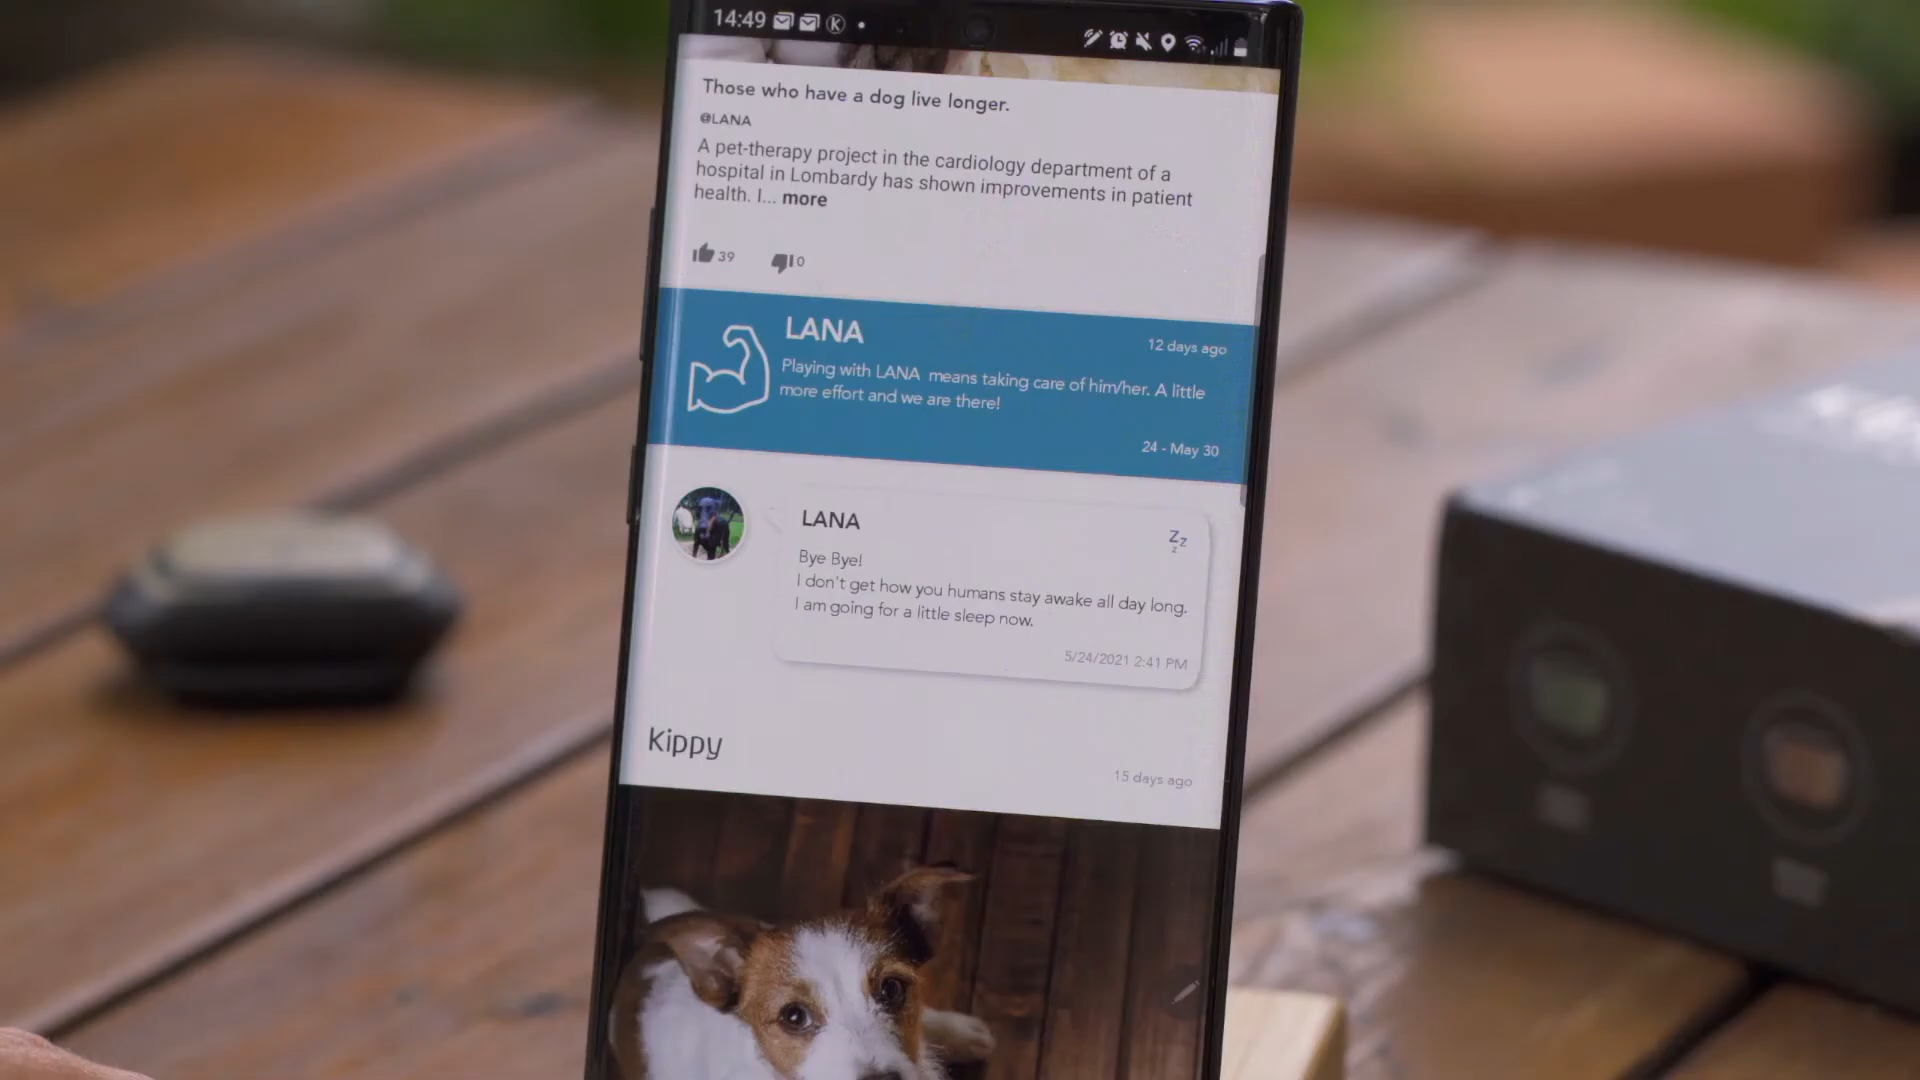 14:49
Those who have a dog live longer.
@LANA
A pet-therapy project in the cardiology department of a
hospital in Lombardy has shown improvements in patient
health. I... more
39
0
LANA
12 days ago
Playing with LANA means taking care of him/her. A little
more effort and we are there!
24 - May 30
LANA
Zzz
Bye Bye!
I don't get how you humans stay awake all day long.
I am going for a little sleep now.
5/24/2021 2:41 PM
Kippy
15 days ago